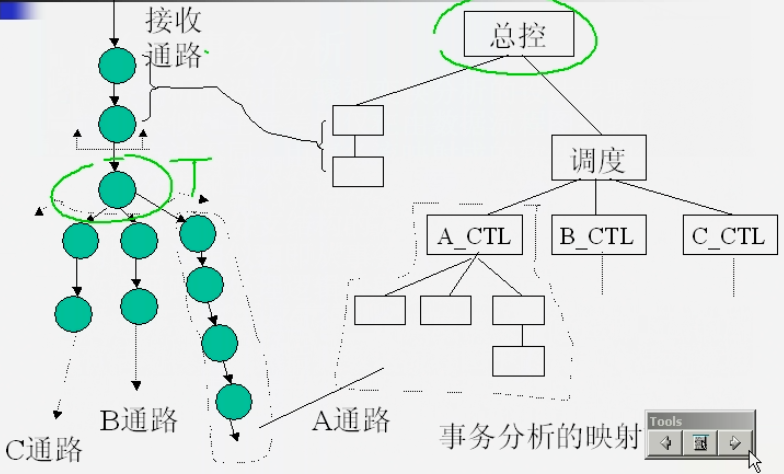 接收
通路
总控
T
调度
A_CTL
B_CTL
C_CTL
C通路
B通路
A通路
事务分析的映射
Tools